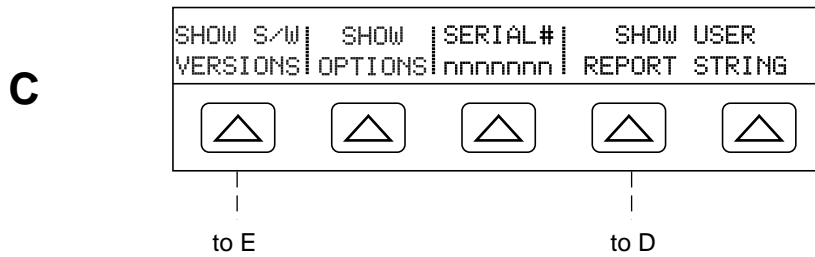 C
SHOW S/W SHOW SERIAL# SHOW USER
VERSIONS OPTIONS nnnnnnn REPORT STRING
to E to D